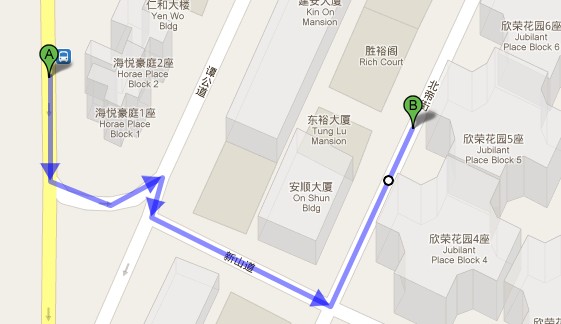 仁和大楼
Yen Wo
Bldg
建安大厦
Kin On
Mansion
欣荣花园6座
Jubilant
Place Block 6
胜裕阁
Rich Court
A
海悦豪庭2座
Horae Place
Block 2
谭公道
北帝街
B
海悦豪庭1座
Horae Place
Block 1
东裕大厦
Tung Lu
Mansion
欣荣花园5座
Jubilant
Place Block 5
安顺大厦
On Shun
Bldg
欣荣花园4座
Jubilant
Place Block 4
新山道